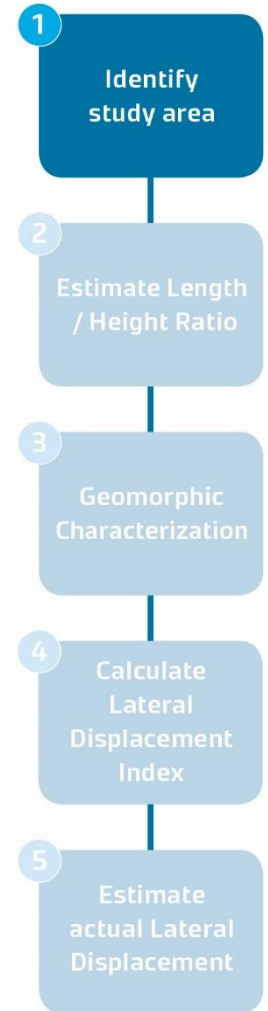 1
Identify
study area
2
Estimate Length
/ Height Ratio
3
Geomorphic
Characterization
4
Calculate
Lateral
Displacement
Index
5
Estimate
actual Lateral
Displacement